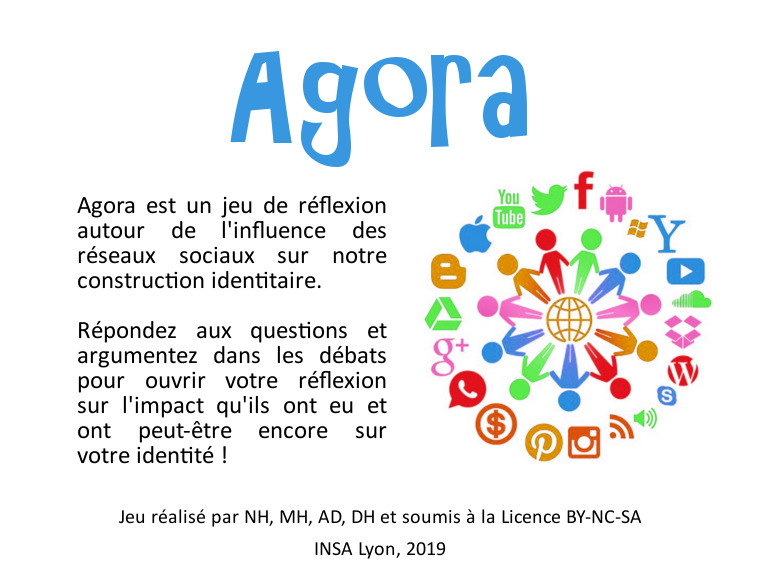 Agora
Agora est un jeu de réflexion
autour de l'influence des
réseaux sociaux sur notre
construction identitaire.
Répondez aux questions et
argumentez dans les débats
pour ouvrir votre réflexion
sur l'impact qu'ils ont eu et
ont peut-être encore sur
votre identité !
You
Tube
g+
Jeu réalisé par NH, MH, AD, DH et soumis à la Licence BY-NC-SA
INSA Lyon, 2019